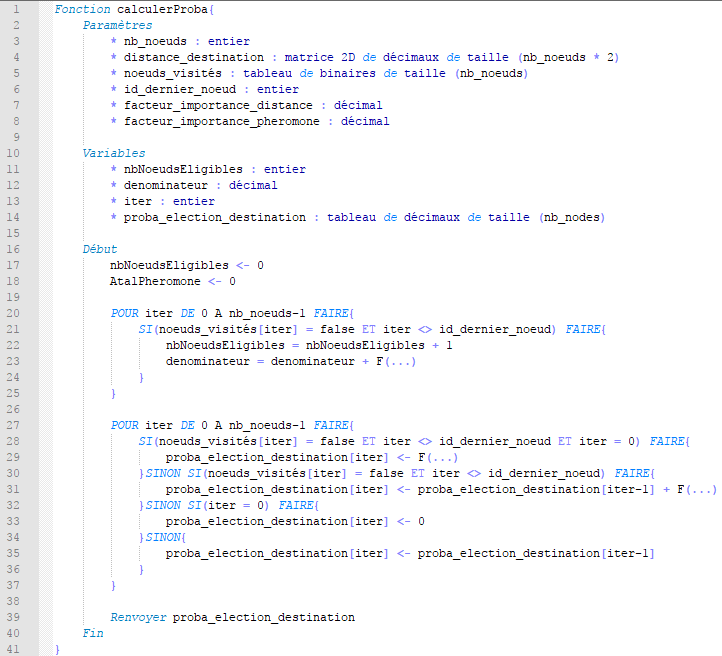 1 Fonction calculerProba{
2 Paramètres
3 * nb_noeuds : entier
4 * distance_destination : matrice 2D de décimaux de taille (nb_noeuds * 2)
5 * noeuds_visités : tableau de binaires de taille (nb_noeuds)
6 * id_dernier_noeud : entier
7 * facteur_importance_distance : décimal
8 * facteur_importance_pheromone : décimal
9
10 Variables
11 * nbNoeudsEligibles : entier
12 * denominateur : décimal
13 * iter : entier
14 * proba_election_destination : tableau de décimaux de taille (nb_nodes)
15
16 Début
17 nbNoeudsEligibles <- 0
18 AtalPheromone <- 0
19
20 POUR iter DE 0 A nb_noeuds-1 FAIRE{
21 SI(noeuds_visités[iter] = false ET iter <> id_dernier_noeud) FAIRE{
22 nbNoeudsEligibles = nbNoeudsEligibles + 1
23 denominateur = denominateur + F(...)
24 }
25 }
26
27 POUR iter DE 0 A nb_noeuds-1 FAIRE{
28 SI(noeuds_visités[iter] = false ET iter <> id_dernier_noeud ET iter = 0) FAIRE{
29 proba_election_destination[iter] <- F(...)
30 }SINON SI(noeuds_visités[iter] = false ET iter <> id_dernier_noeud) FAIRE{
31 proba_election_destination[iter] <- proba_election_destination[iter-1] + F(...)
32 }SINON SI(iter = 0) FAIRE{
33 proba_election_destination[iter] <- 0
34 }SINON{
35 proba_election_destination[iter] <- proba_election_destination[iter-1]
36 }
37 }
38
39 Renvoyer proba_election_destination
40 Fin
41 }